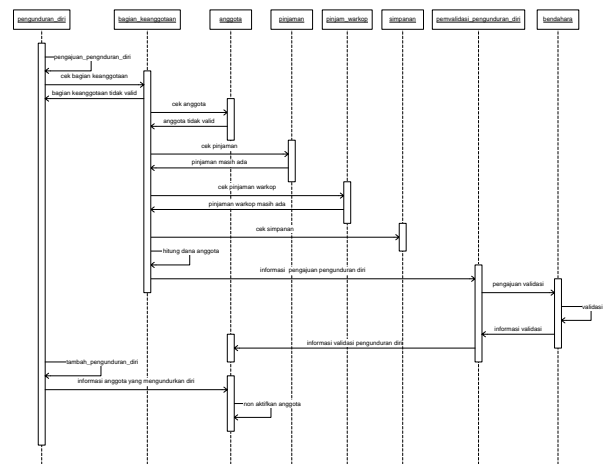 pengunduran_diri
bagian_keanggotaan
anggota
pinjaman
pinjam_warkop
simpanan
pemvalidasi_pengunduran_diri
bendahara
pengajuan_pengnduran_diri
cek bagian keanggotaan
bagian keanggotaan tidak valid
cek anggota
anggota tidak valid
cek pinjaman
pinjaman masih ada
cek pinjaman warkop
pinjaman warkop masih ada
cek simpanan
hitung dana anggota
informasi pengajuan pengunduran diri
pengajuan validasi
validasi
informasi validasi
informasi validasi pengunduran diri
tambah_pengunduran_diri
informasi anggota yang mengundurkan diri
non aktifkan anggota